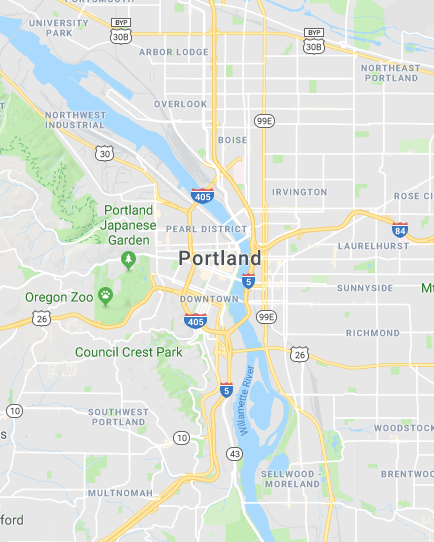 PORTSMOUTH
UNIVERSITY
PARK
BYP
30B
BYP
30B
ARBOR LODGE
NORTHEAST
PORTLAND
OVERLOOK
NORTHWEST
INDUSTRIAL
99E
BOISE
30
IRVINGTON
405
ROSE CI
Portland
Japanese
Garden
PEARL DISTRICT
84
LAURELHURST
Portland
5
Oregon Zoo
DOWNTOWN
SUNNYSIDE
Mt
26
405
99E
RICHMOND
Council Crest Park
26
5
Willamette River
10
SOUTHWEST
PORTLAND
s
10
WOODSTOCK
43
SELLWOOD -
MORELAND
BRENTWOO
MULTNOMAH
ford